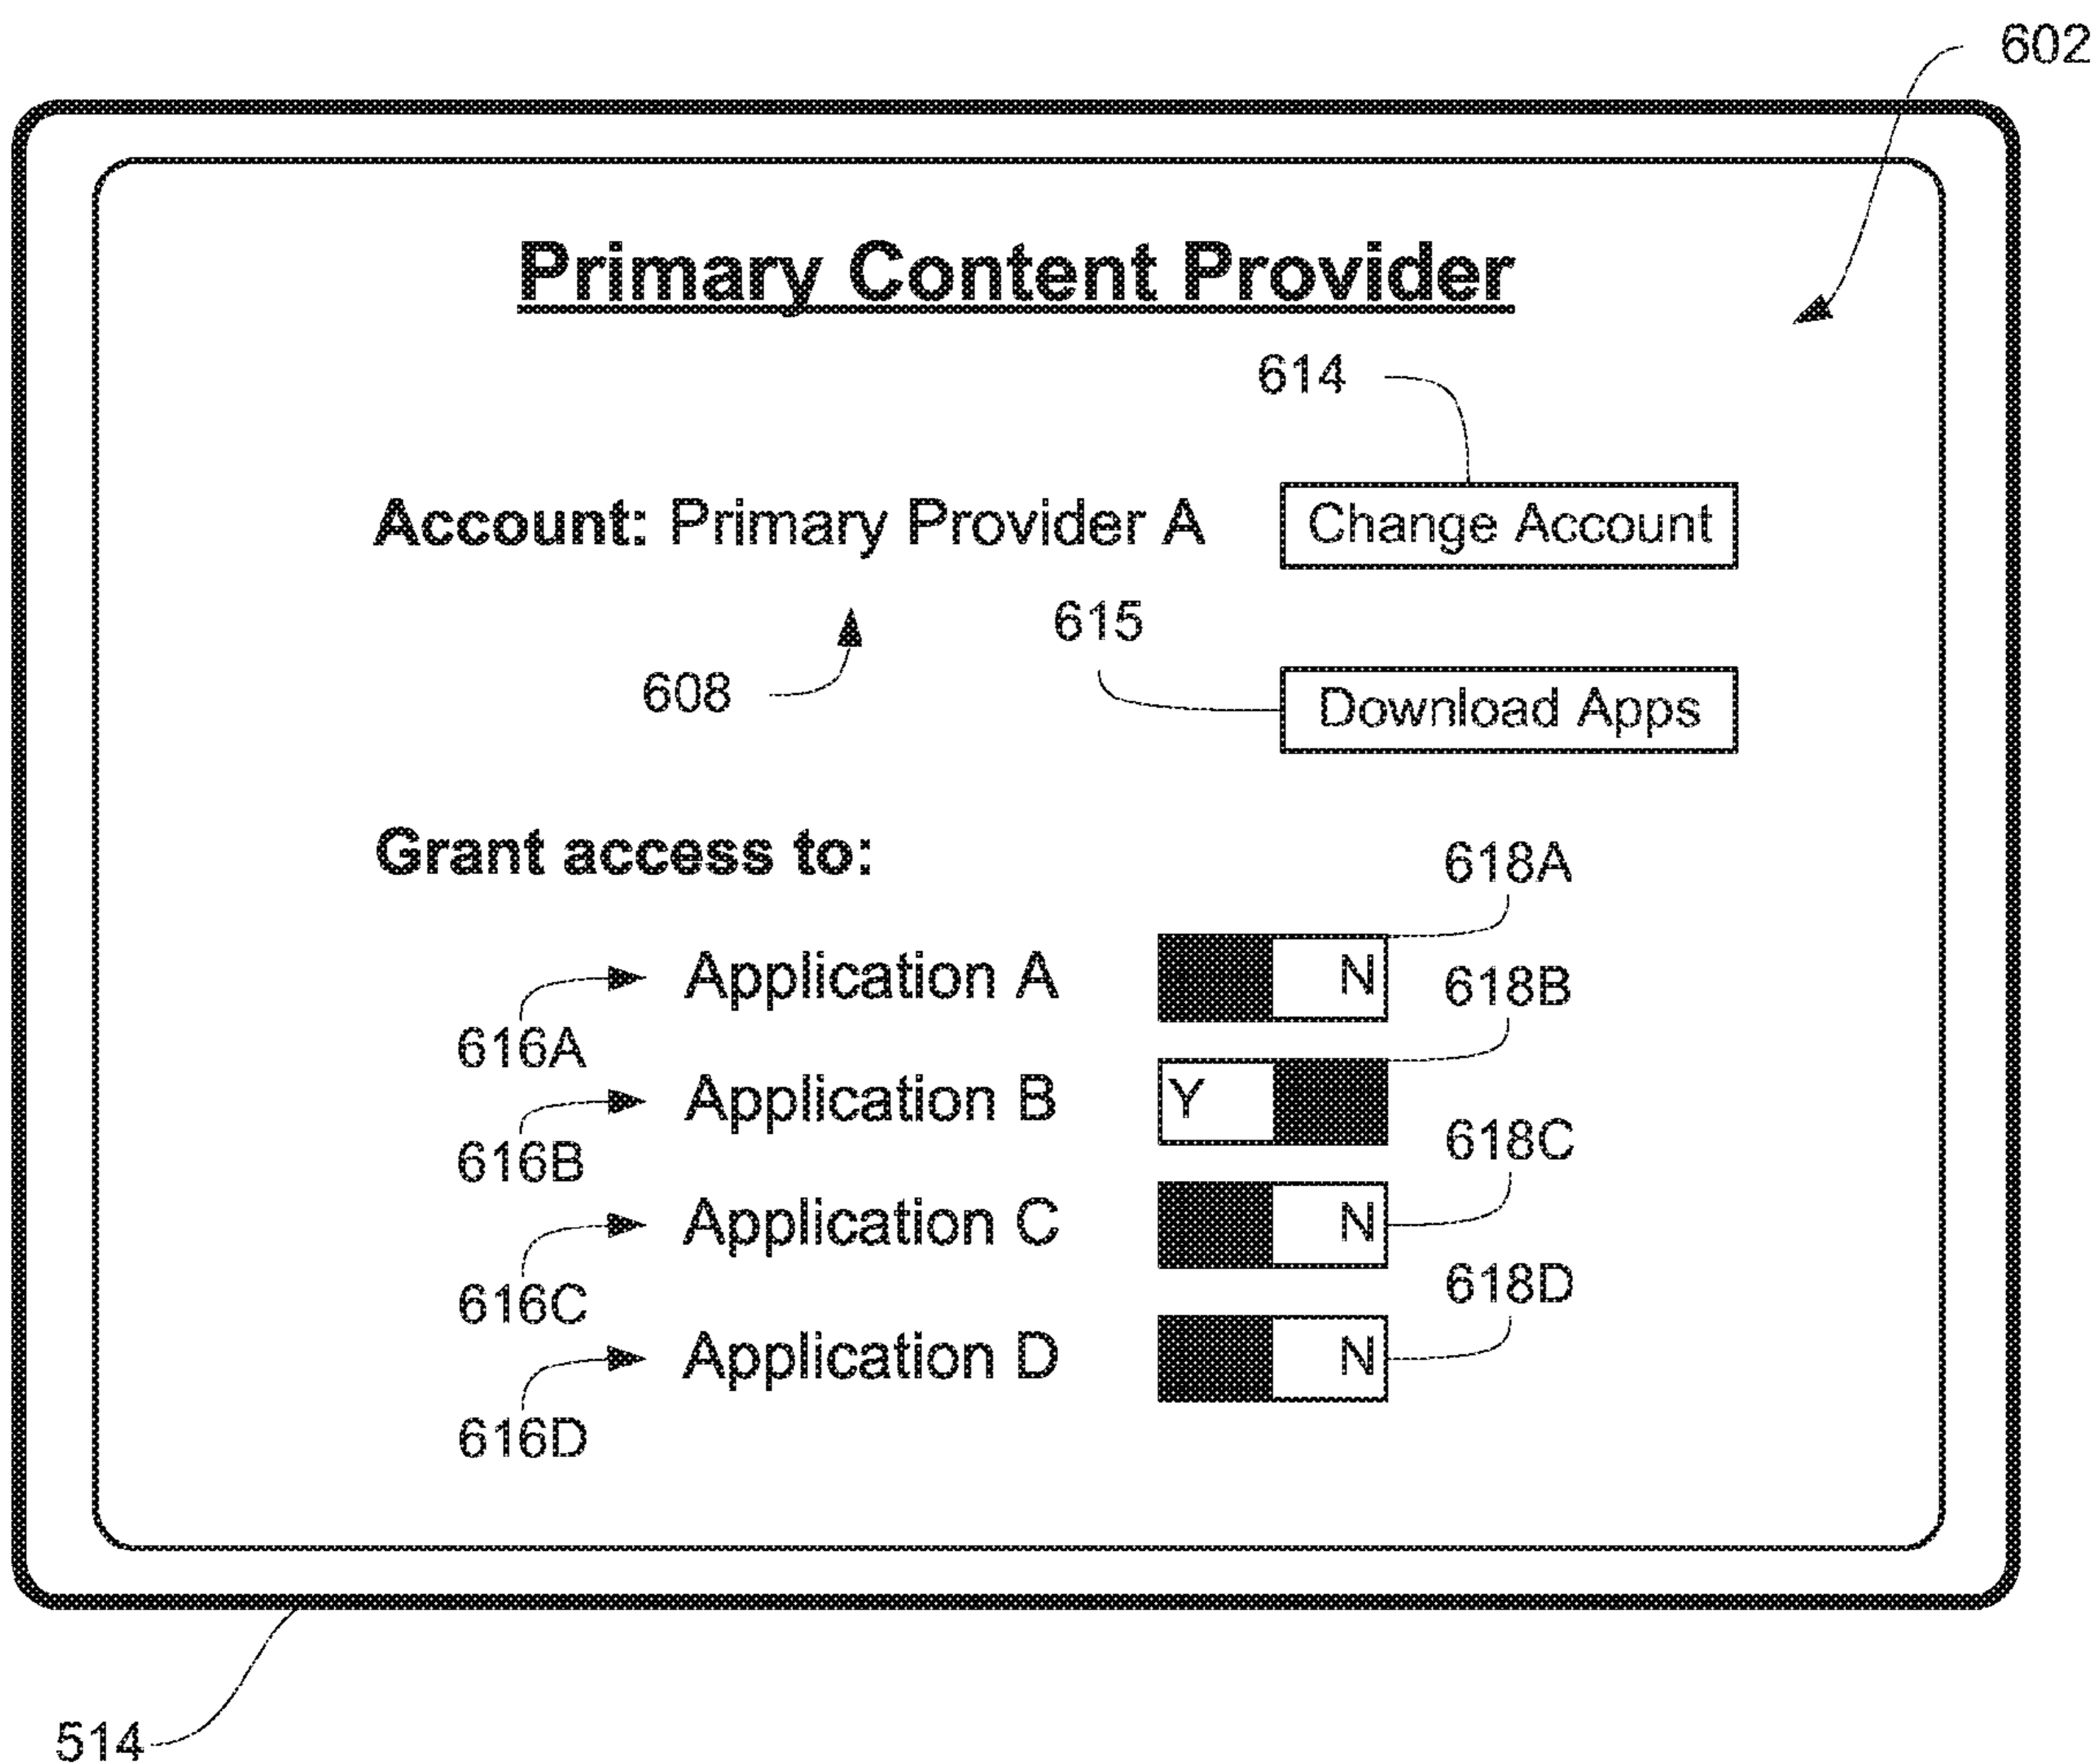 602
Primary Content Provider
614
Account: Primary Provider A Change Account
615
608
Download Apps
Grant access to:
618A
Application A N
618B
616A
Application B Y
618C
616B
Application C N
618D
616C
Application D N
616D
514